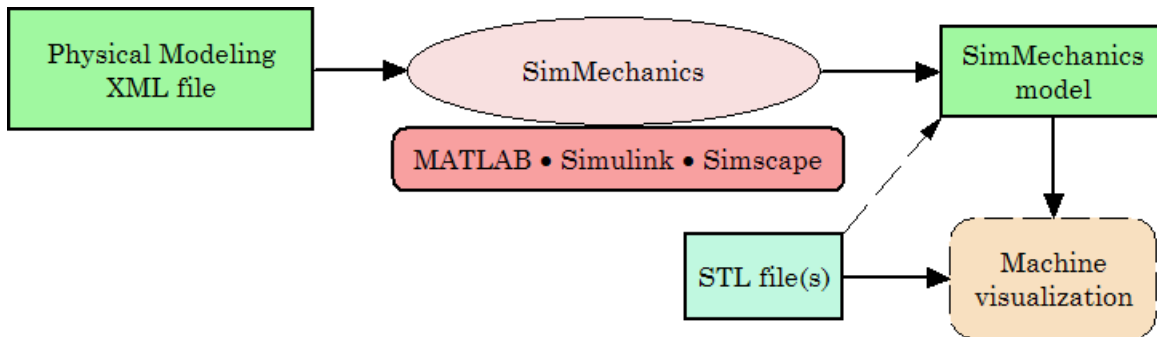 Physical Modeling
XML file
SimMechanics
SimMechanics
model
MATLAB • Simulink • Simscape
STL file(s)
Machine
visualization